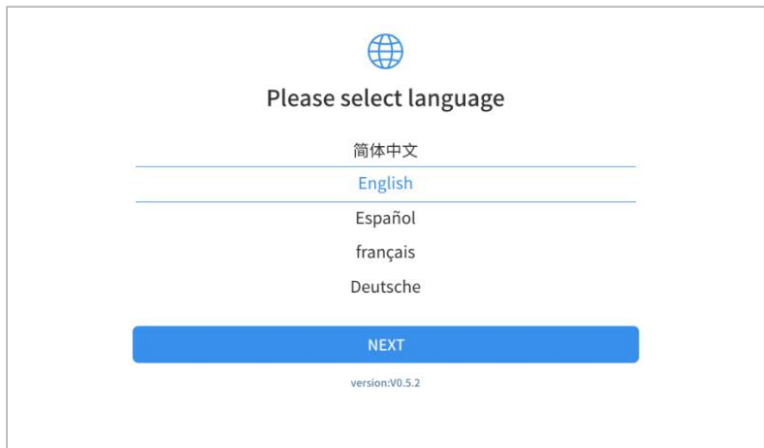 Please select language
简体中文
English
Español
français
Deutsche
NEXT
version:V0.5.2